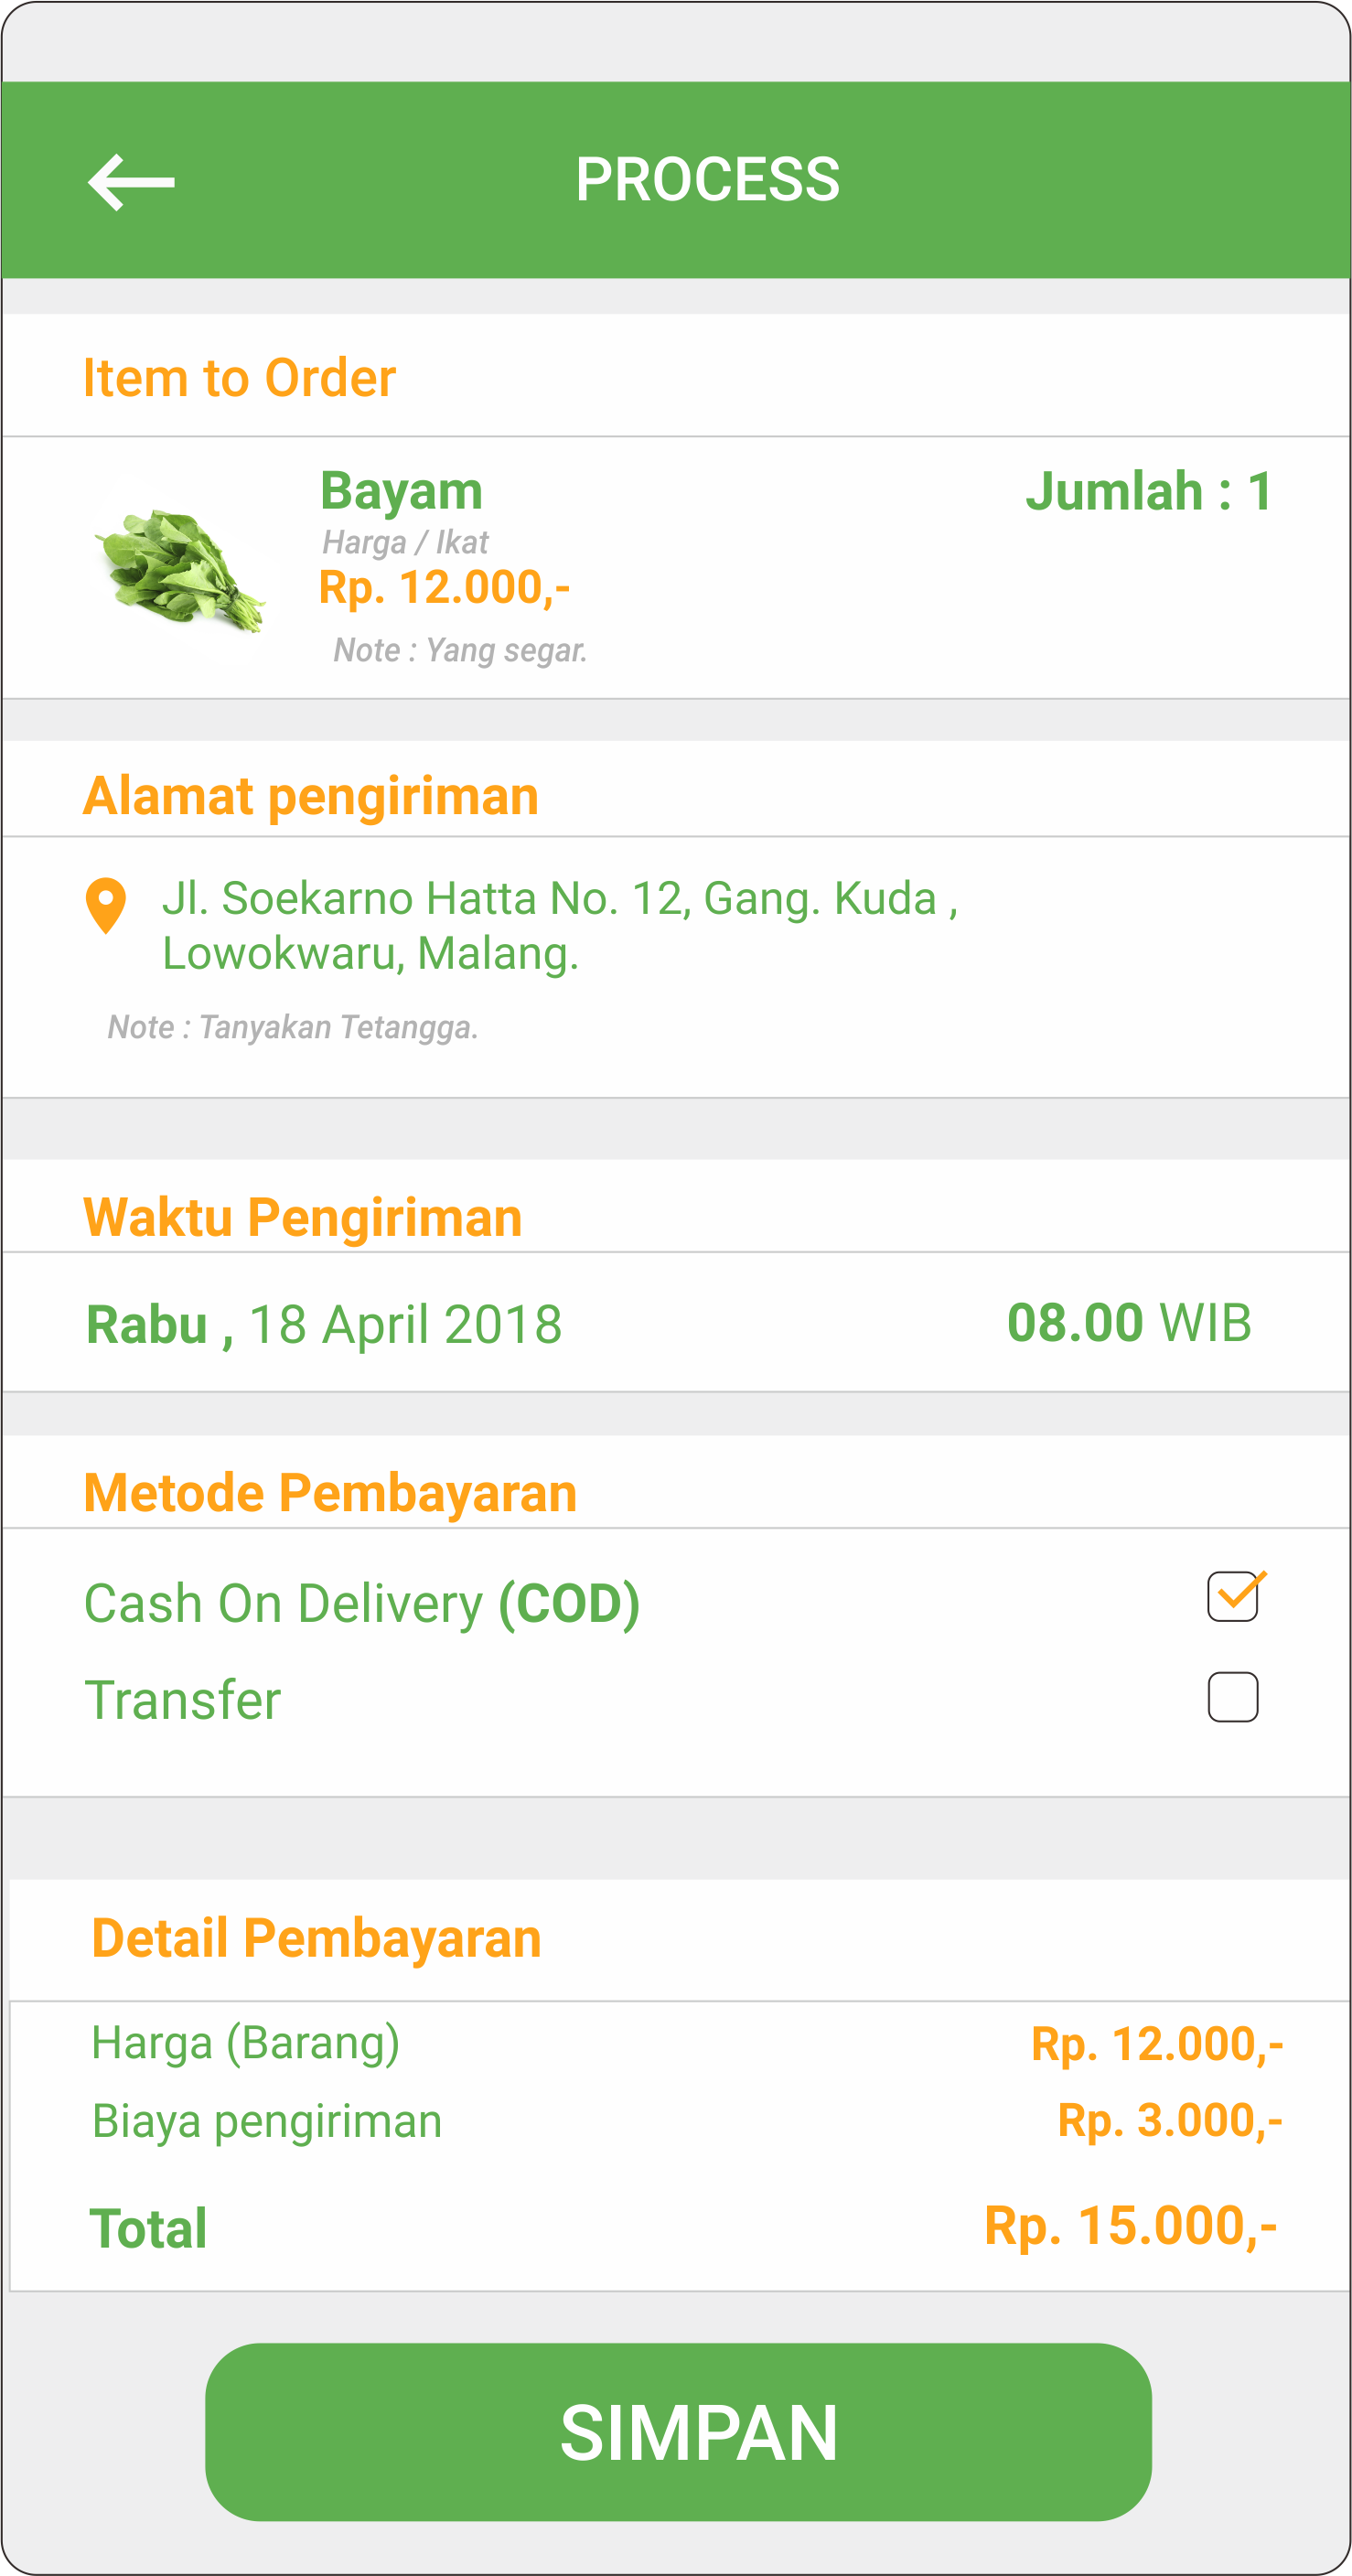 PROCESS
Item to Order
Bayam
Jumlah : 1
Harga / Ikat
Rp. 12.000,-
Note : Yang segar.
Alamat pengiriman
Jl. Soekarno Hatta No. 12, Gang. Kuda ,
Lowokwaru, Malang.
Note : Tanyakan Tetangga.
Waktu Pengiriman
Rabu , 18 April 2018
08.00 WIB
Metode Pembayaran
Cash On Delivery (COD)
Transfer
Detail Pembayaran
Harga (Barang) Rp. 12.000,-
Biaya pengiriman Rp. 3.000,-
Total Rp. 15.000,-
SIMPAN